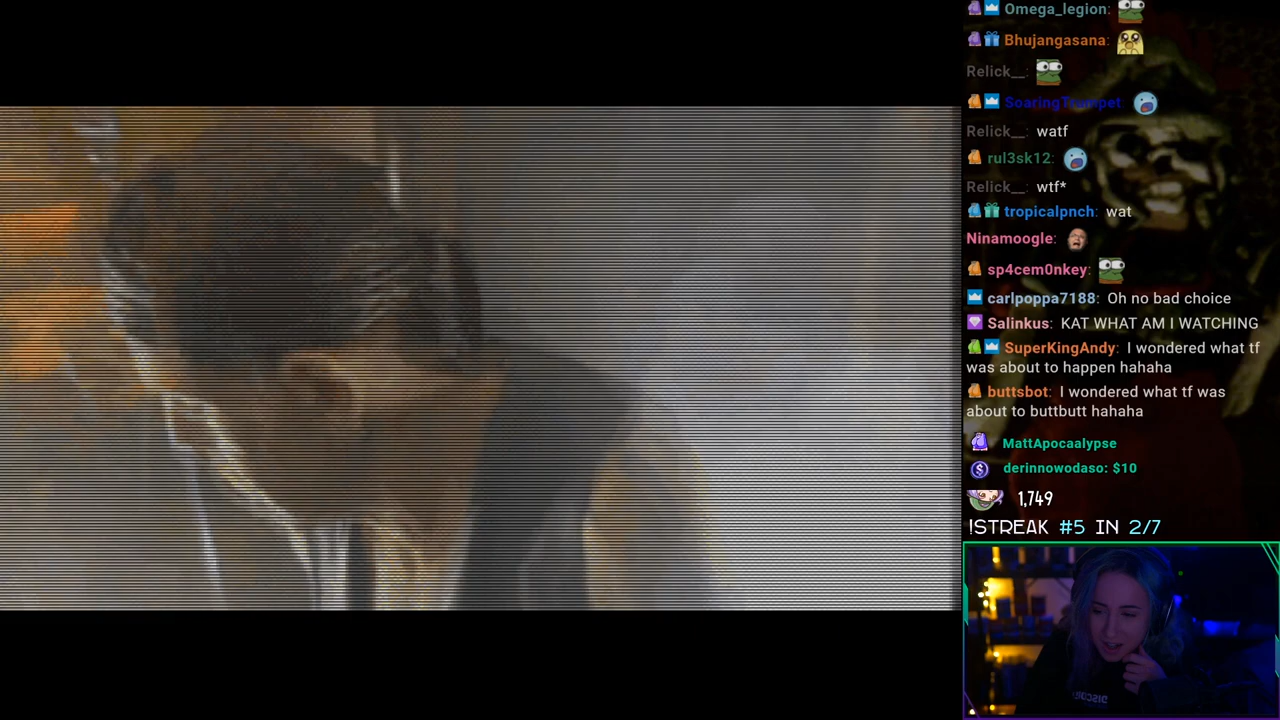 Omega_legion:
Bhujangasana:
Relick__:
SoaringTrumpet
Relick__: watf
rul3sk12:
Relick__: wtf*
tropicalpnch: wat
Ninamoogle:
sp4cem0nkey:
carlpoppa7188: Oh no bad choice
Salinkus: KAT WHAT AM I WATCHING
SuperKingAndy: I wondered what tf
was about to happen hahaha
buttsbot: I wondered what tf was
about to buttbutt hahaha
MattApocaalypse
derinnowodaso: $10
1,749
!STREAK #5 IN 2/7